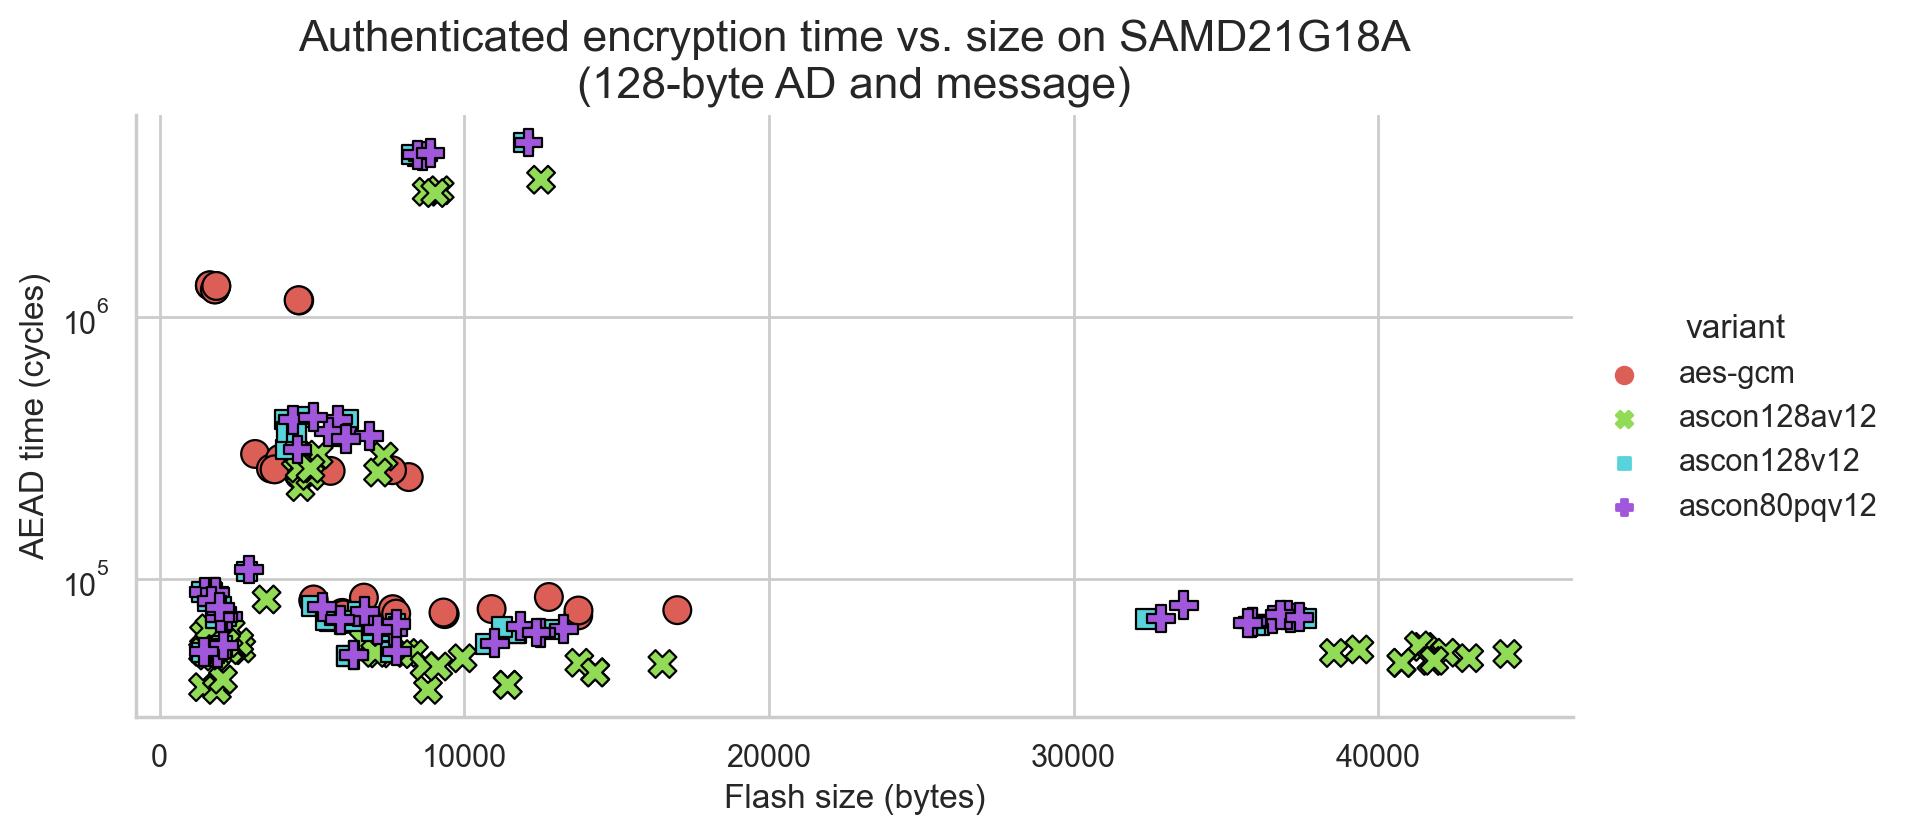 Authenticated encryption time vs. size on SAMD21G18A
(128-byte AD and message)
AEAD time (cycles)
10^6
10^5
0 10000 20000 30000 40000
Flash size (bytes)
variant
aes-gcm
ascon128av12
ascon128v12
ascon80pqv12